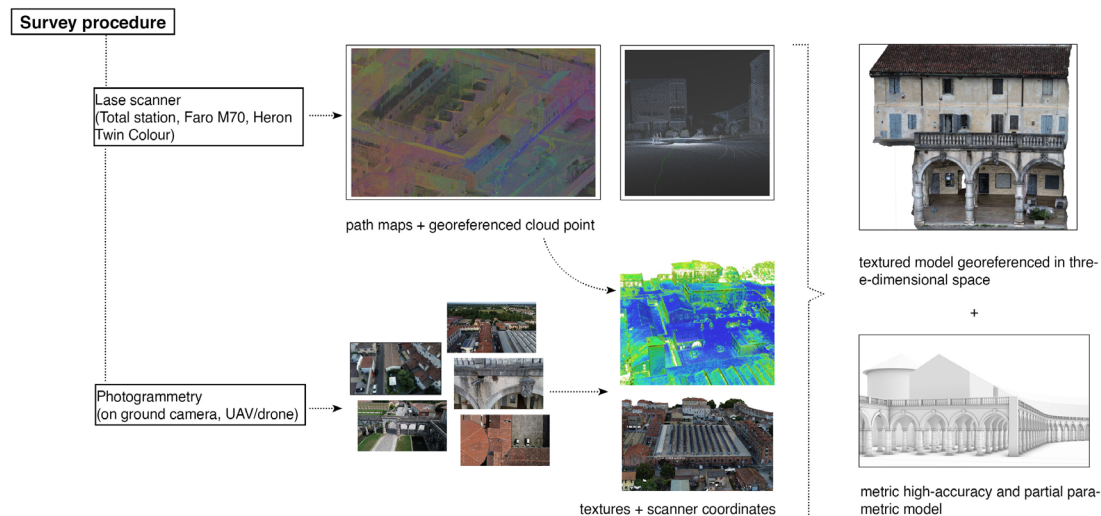 Survey procedure
Lase scanner
(Total station, Faro M70, Heron
Twin Colour)
path maps + georeferenced cloud point
Photogrammetry
(on ground camera, UAV/drone)
textures + scanner coordinates
textured model georeferenced in thre-
e-dimensional space
+
metric high-accuracy and partial para-
metric model